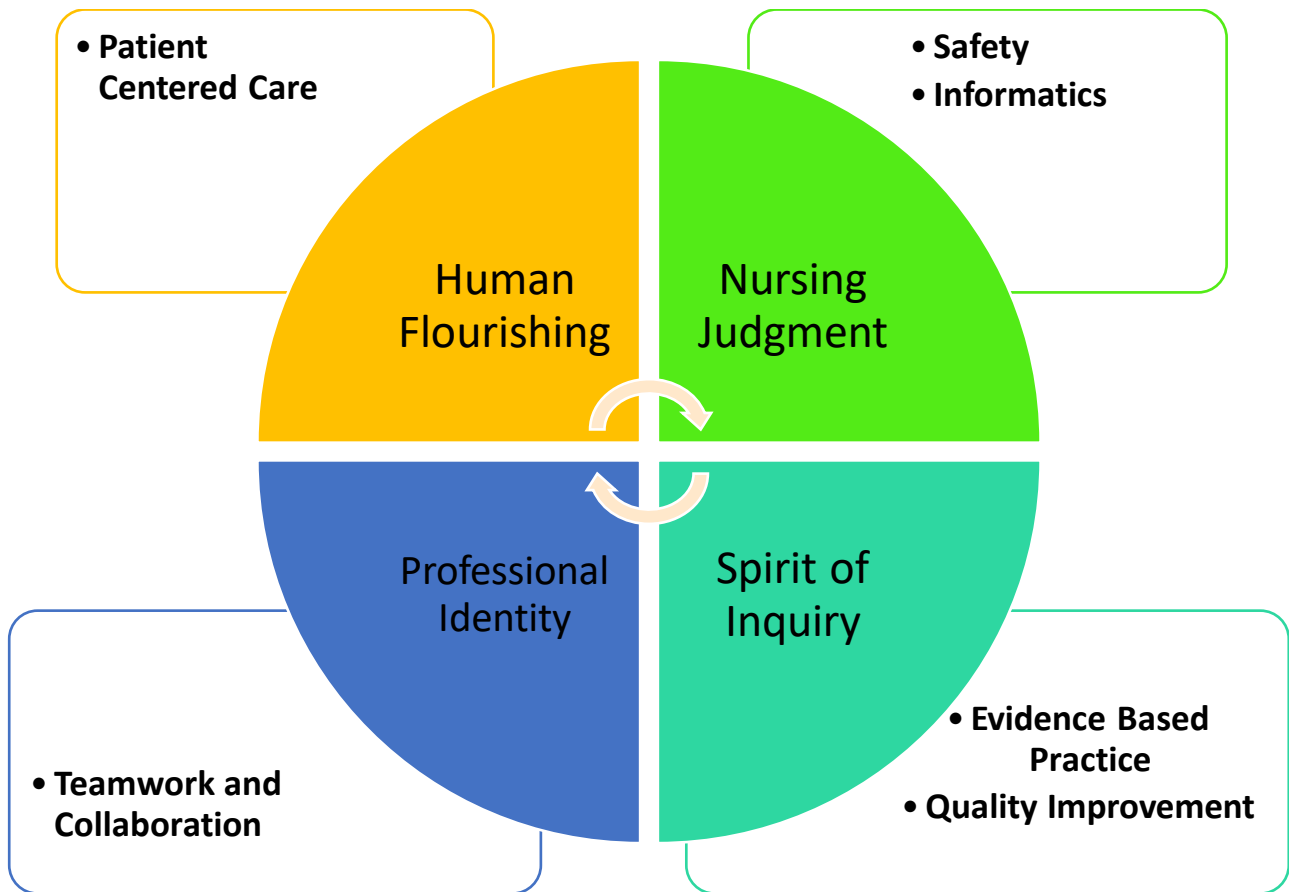 • Patient
Centered Care
• Safety
• Informatics
Human
Flourishing
Nursing
Judgment
Professional
Identity
Spirit of
Inquiry
• Teamwork and
Collaboration
• Evidence Based
Practice
• Quality Improvement